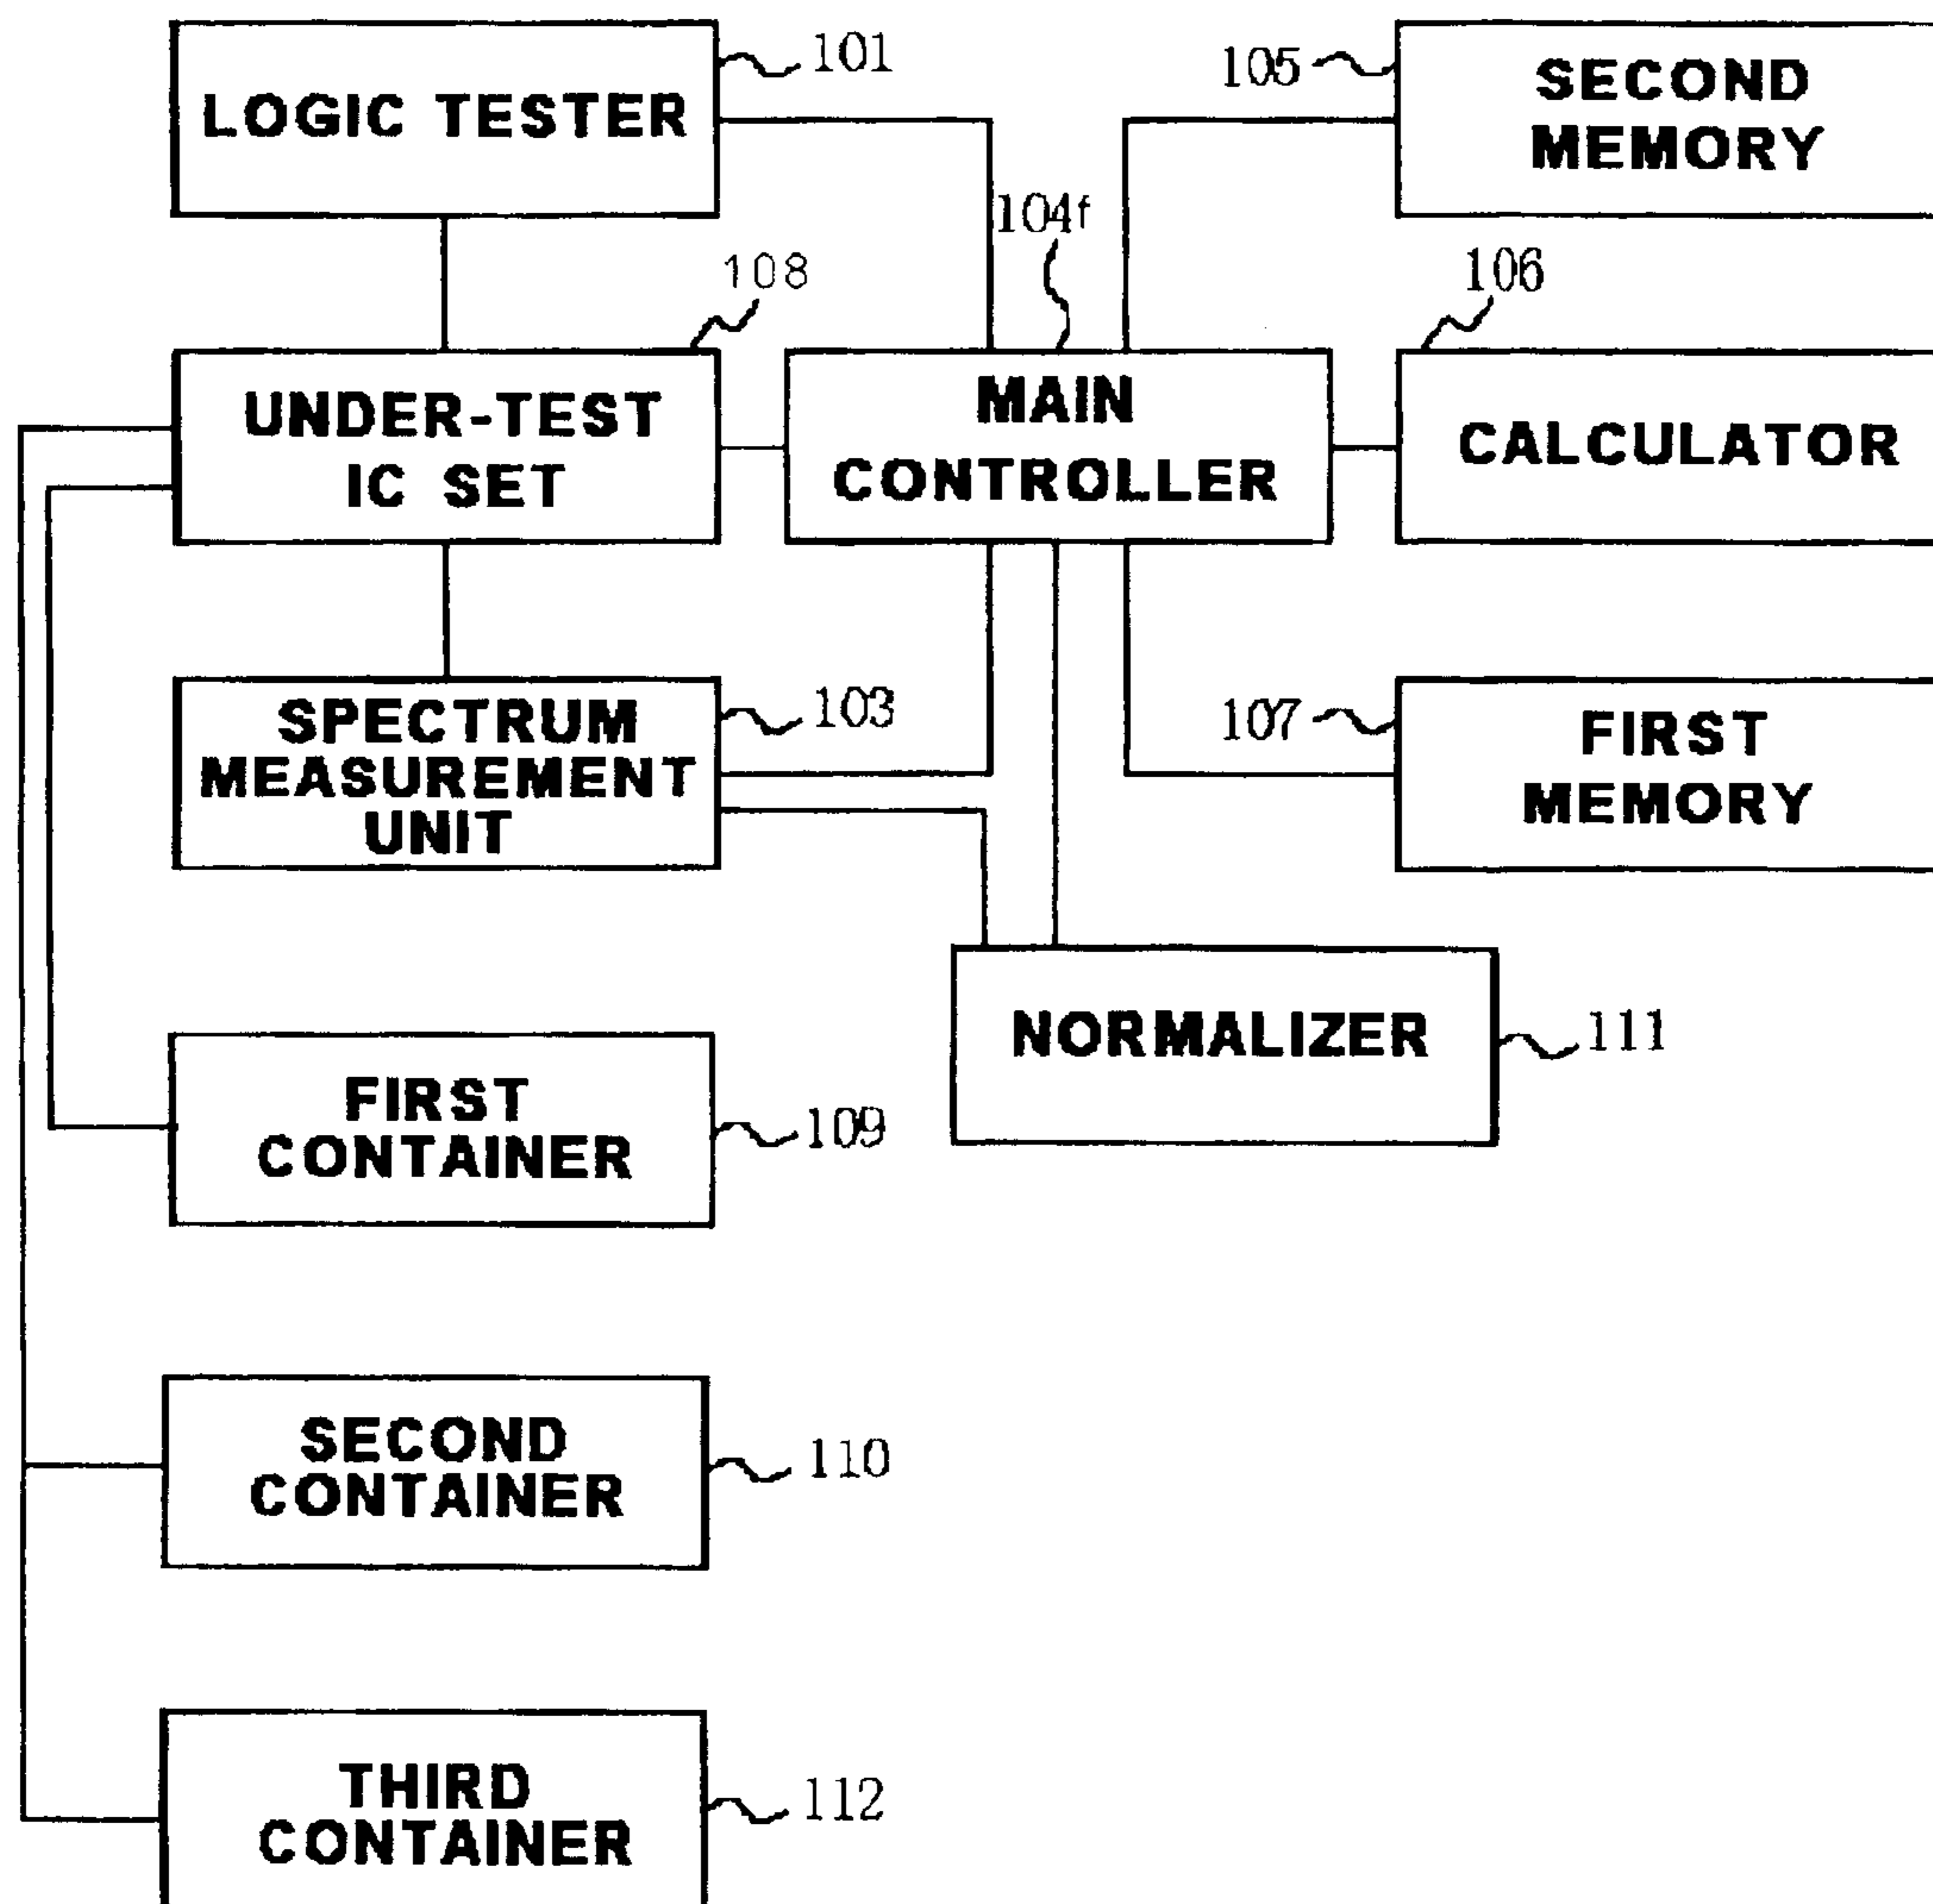 101
LOGIC TESTER
105
SECOND
MEMORY
104f
108
106
UNDER-TEST
IC SET
MAIN
CONTROLLER
CALCULATOR
SPECTRUM
MEASUREMENT
UNIT
103
107
FIRST
MEMORY
NORMALIZER
111
FIRST
CONTAINER
109
SECOND
CONTAINER
110
THIRD
CONTAINER
112